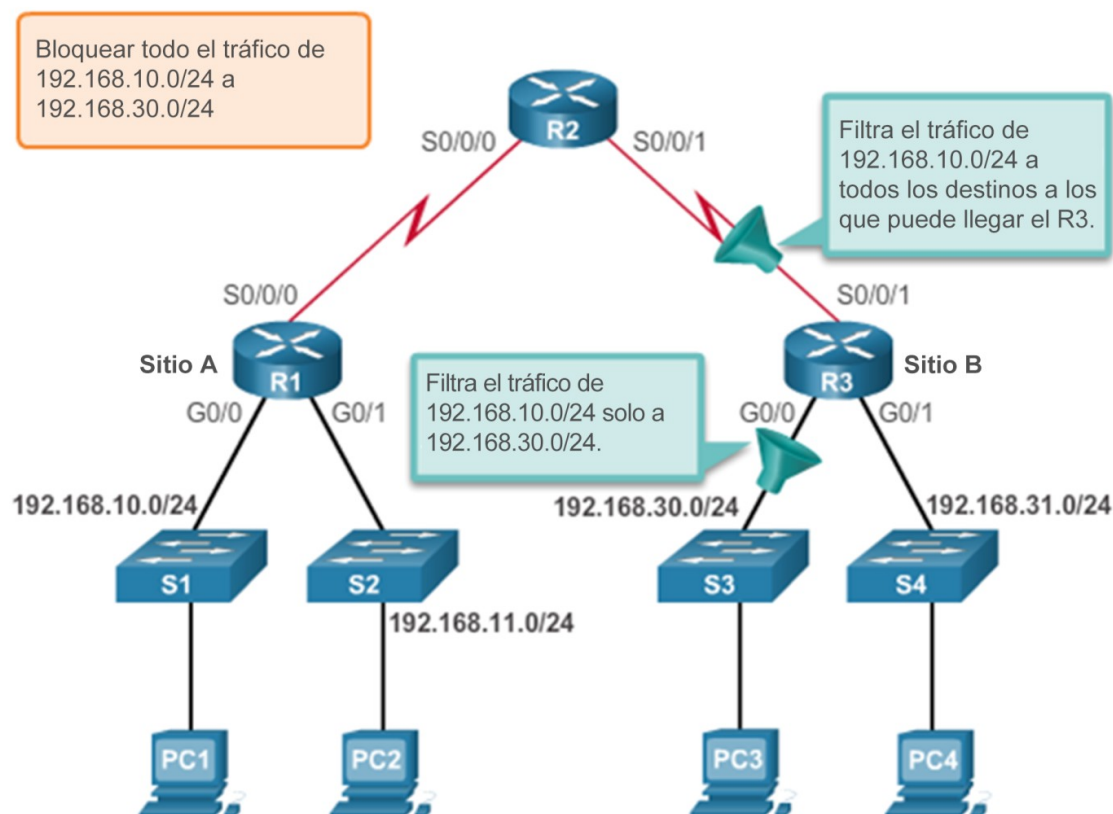 Bloquear todo el tráfico de
192.168.10.0/24 a
192.168.30.0/24
R2
S0/0/0
S0/0/1
Filtra el tráfico de
192.168.10.0/24 a
todos los destinos a los
que puede llegar el R3.
S0/0/0
S0/0/1
Sitio A
R1
R3
Sitio B
G0/0
G0/1
Filtra el tráfico de
192.168.10.0/24 solo a
192.168.30.0/24.
G0/0
G0/1
192.168.10.0/24
192.168.30.0/24
192.168.31.0/24
S1
S2
S3
S4
192.168.11.0/24
PC1
PC2
PC3
PC4